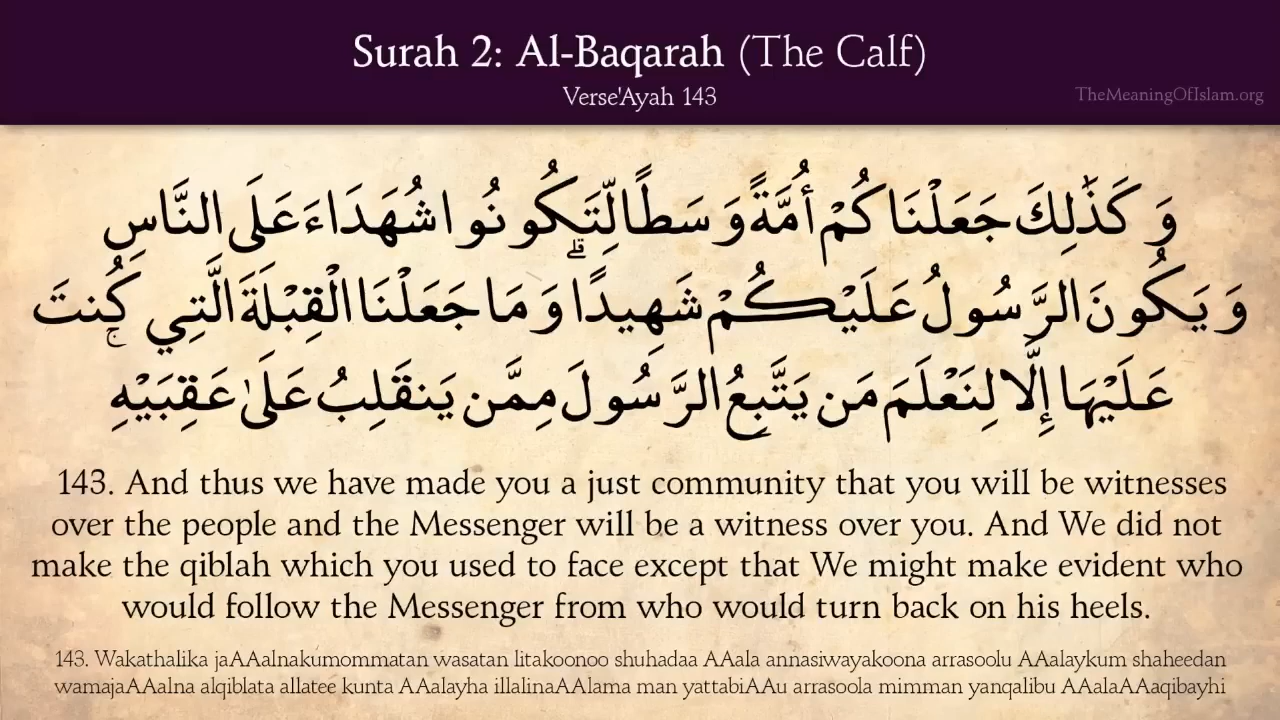 Surah 2: Al-Baqarah (The Calf)
Verse'Ayah 143
TheMeaningOfIslam.org
وَكَذَٰلِكَ جَعَلْنَاكُمْ أُمَّةً وَسَطًا لِّتَكُونُوا شُهَدَاءَ عَلَى النَّاسِ
وَيَكُونَ الرَّسُولُ عَلَيْكُمْ شَهِيدًا ۗ وَمَا جَعَلْنَا الْقِبْلَةَ الَّتِي كُنتَ
عَلَيْهَا إِلَّا لِنَعْلَمَ مَن يَتَّبِعُ الرَّسُولَ مِمَّن يَنقَلِبُ عَلَىٰ عَقِبَيْهِ ۚ
143. And thus we have made you a just community that you will be witnesses
over the people and the Messenger will be a witness over you. And We did not
make the qiblah which you used to face except that We might make evident who
would follow the Messenger from who would turn back on his heels.
143. Wakathalika jaAAalnakumommatan wasatan litakoonoo shuhadaa AAala annasiwayakoona arrasoolu AAalaykum shaheedan
wamajaAAalna alqiblata allatee kunta AAalayha illalinaAAlama man yattabiAAu arrasoola mimman yanqalibu AAalaAAaqibayhi